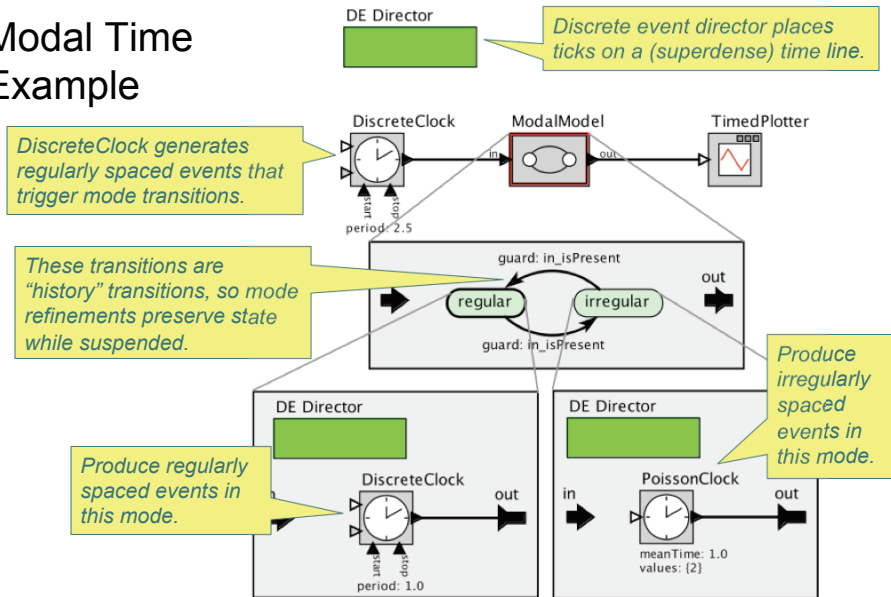 Modal Time
Example
DE Director
Discrete event director places
ticks on a (superdense) time line.
DiscreteClock generates
regularly spaced events that
trigger mode transitions.
DiscreteClock
start
stop
period: 2.5
ModalModel
in
out
TimedPlotter
These transitions are
“history” transitions, so mode
refinements preserve state
while suspended.
guard: in_isPresent
regular
irregular
out
guard: in_isPresent
Produce
irregularly
spaced
events in
this mode.
DE Director
Produce regularly
spaced events in
this mode.
in
DiscreteClock
start
stop
period: 1.0
out
DE Director
in
PoissonClock
meanTime: 1.0
values: {2}
out